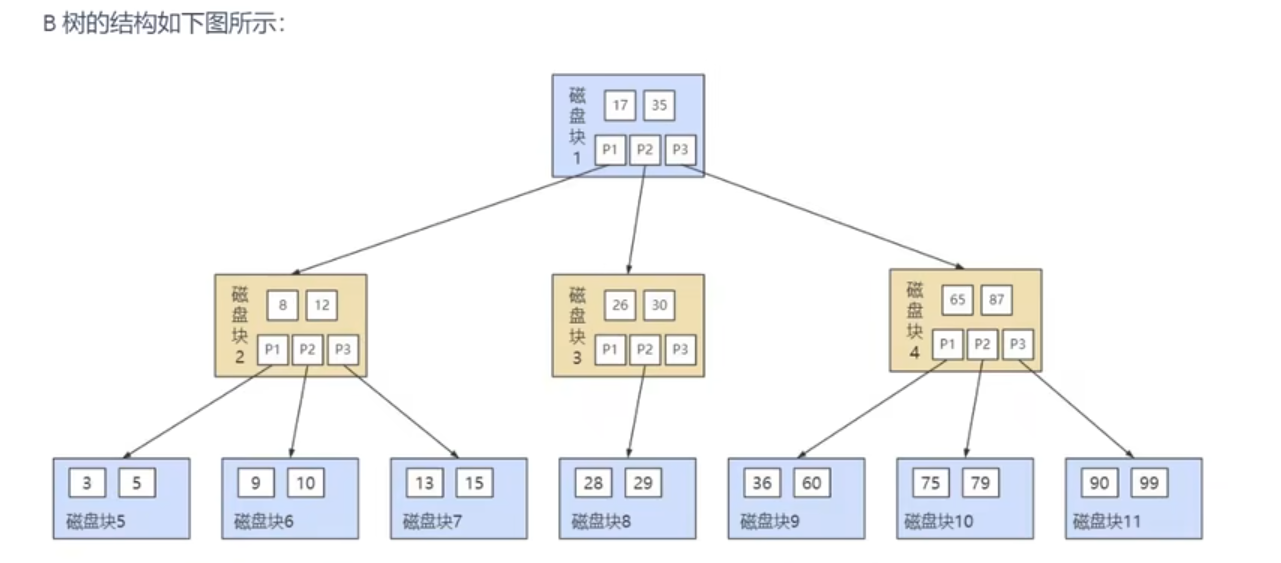 B 树的结构如下图所示：
磁盘块1
17 35
P1 P2 P3
磁盘块2
8 12
P1 P2 P3
磁盘块3
26 30
P1 P2 P3
磁盘块4
65 87
P1 P2 P3
3 5
磁盘块5
9 10
磁盘块6
13 15
磁盘块7
28 29
磁盘块8
36 60
磁盘块9
75 79
磁盘块10
90 99
磁盘块11